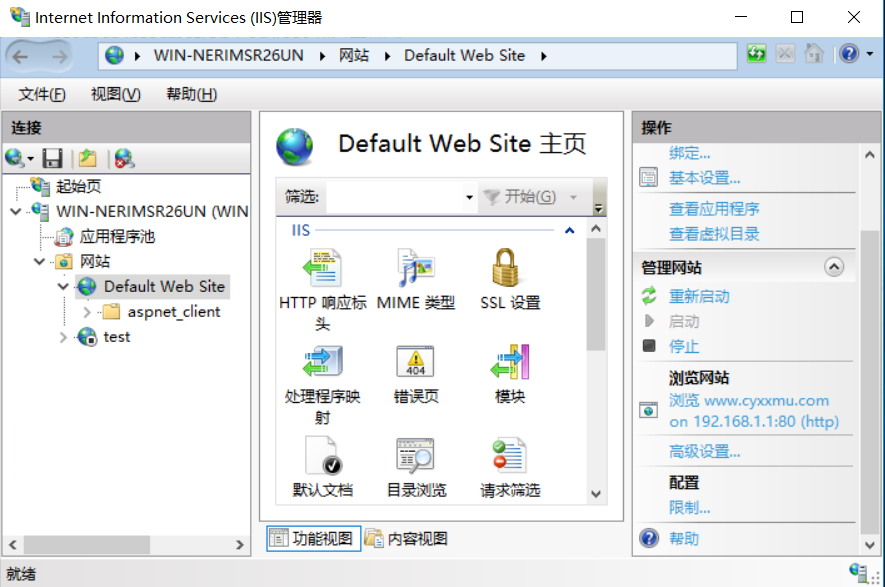 Internet Information Services (IIS)管理器
WIN-NERIMSR26UN
网站
Default Web Site
文件(F)
视图(V)
帮助(H)
连接
起始页
WIN-NERIMSR26UN (WIN
应用程序池
网站
Default Web Site
aspnet_client
test
Default Web Site 主页
筛选:
开始(G)
IIS
HTTP 响应标
头
MIME 类型
SSL 设置
处理程序映
射
404
错误页
模块
默认文档
目录浏览
请求筛选
功能视图
内容视图
操作
绑定...
基本设置...
查看应用程序
查看虚拟目录
管理网站
重新启动
启动
停止
浏览网站
浏览 www.cyxxmu.com
on 192.168.1.1:80 (http)
高级设置...
配置
限制...
帮助
就绪